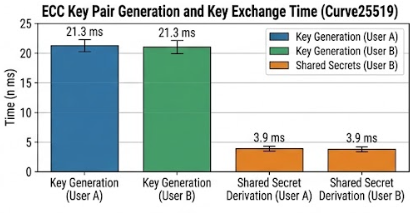 ECC Key Pair Generation and Key Exchange Time (Curve25519)
Time (n ms)
25
20
15
10
5
0
21.3 ms
21.3 ms
3.9 ms
3.9 ms
Key Generation (User A)
Key Generation (User B)
Shared Secrets (User B)
Key Generation
(User A)
Key Generation
(User B)
Shared Secret
Derivation (User A)
Shared Secret
Derivation (User B)